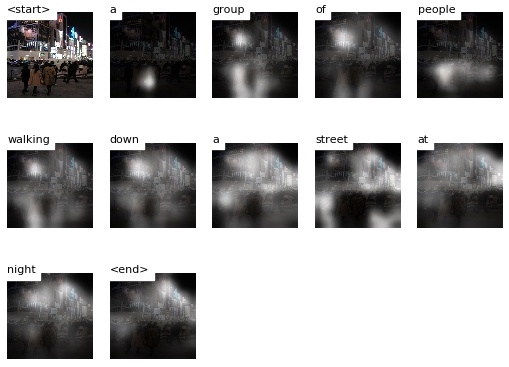 <start> a group of people
walking down a street at
night <end>